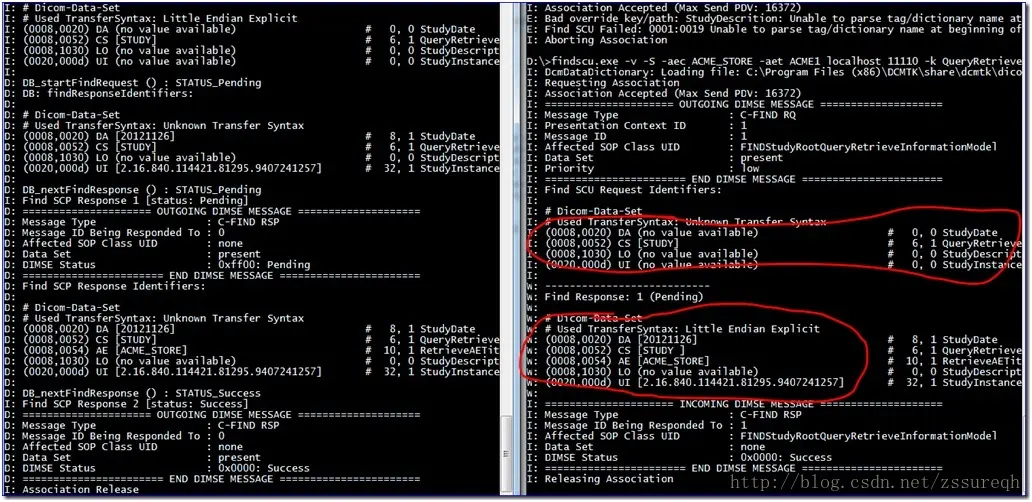 I: # Dicom-Data-Set
I: # Used TransferSyntax: Little Endian Explicit
I: (0008,0020) DA (no value available) # 0, 0 StudyDate
I: (0008,0052) CS [STUDY] # 6, 1 QueryRetrieve
I: (0008,1030) LO (no value available) # 0, 0 StudyDescript
I: (0020,000d) UI (no value available) # 0, 0 StudyInstance
I:
D: DB_startFindRequest () : STATUS_Pending
D: DB: findResponseIdentifiers:
D:
D: # Dicom-Data-Set
D: # Used TransferSyntax: Unknown Transfer Syntax
D: (0008,0020) DA [20121126] # 8, 1 StudyDate
D: (0008,0052) CS [STUDY] # 6, 1 QueryRetrieve
D: (0008,1030) LO (no value available) # 0, 0 StudyDescript
D: (0020,000d) UI [2.16.840.114421.81295.9407241257] # 32, 1 StudyInstance
D:
D: DB_nextFindResponse () : STATUS_Pending
I: Find SCP Response 1 [status: Pending]
D: ===================== OUTGOING DIMSE MESSAGE =====================
D: Message Type : C-FIND RSP
D: Message ID Being Responded To : 0
D: Affected SOP Class UID : none
D: Data Set : present
D: DIMSE Status : 0xff00: Pending
D: ======================= END DIMSE MESSAGE =======================
D: Find SCP Response Identifiers:
D:
D: # Dicom-Data-Set
D: # Used TransferSyntax: Unknown Transfer Syntax
D: (0008,0020) DA [20121126] # 8, 1 StudyDate
D: (0008,0052) CS [STUDY] # 6, 1 QueryRetrieve
D: (0008,0054) AE [ACME_STORE] # 10, 1 RetrieveAETit
D: (0008,1030) LO (no value available) # 0, 0 StudyDescript
D: (0020,000d) UI [2.16.840.114421.81295.9407241257] # 32, 1 StudyInstance
D:
D: DB_nextFindResponse () : STATUS_Success
I: Find SCP Response 2 [status: Success]
D: ===================== OUTGOING DIMSE MESSAGE =====================
D: Message Type : C-FIND RSP
D: Message ID Being Responded To : 0
D: Affected SOP Class UID : none
D: Data Set : present
D: DIMSE Status : 0x0000: Success
D: ======================= END DIMSE MESSAGE =======================
I: Association Release
I: Association Accepted (Max Send PDV: 16372)
E: Bad override key/path: StudyDescrition: Unable to parse tag/dictionary name at
E: Find SCU Failed: 0001:0019 Unable to parse tag/dictionary name at beginning of
I: Aborting Association
D:\>findscu.exe -v -S -aec ACME_STORE -aet ACME1 localhost 11110 -k QueryRetrieve
I: DcmDataDictionary: Loading file: C:\Program Files (x86)\DCMTK\share\dcmtk\dico
I: Requesting Association
I: Association Accepted (Max Send PDV: 16372)
I: ===================== OUTGOING DIMSE MESSAGE =====================
I: Message Type : C-FIND RQ
I: Presentation Context ID : 1
I: Message ID : 1
I: Affected SOP Class UID : FINDStudyRootQueryRetrieveInformationModel
I: Data Set : present
I: Priority : low
I: ======================= END DIMSE MESSAGE =======================
I: Find SCU Request Identifiers:
I:
I: # Dicom-Data-Set
I: # Used TransferSyntax: Unknown Transfer Syntax
I: (0008,0020) DA (no value available) # 0, 0 StudyDate
I: (0008,0052) CS [STUDY] # 6, 1 QueryRetrieve
I: (0008,1030) LO (no value available) # 0, 0 StudyDescript
I: (0020,000d) UI (no value available) # 0, 0 StudyInstance
W: ---------------------------
W: Find Response: 1 (Pending)
W:
W: # Dicom-Data-Set
W: # Used TransferSyntax: Little Endian Explicit
W: (0008,0020) DA [20121126] # 8, 1 StudyDate
W: (0008,0052) CS [STUDY ] # 6, 1 QueryRetrieve
W: (0008,0054) AE [ACME_STORE] # 10, 1 RetrieveAETit
W: (0008,1030) LO (no value available) # 0, 0 StudyDescript
W: (0020,000d) UI [2.16.840.114421.81295.9407241257] # 32, 1 StudyInstance
W:
I: ===================== INCOMING DIMSE MESSAGE =====================
I: Message Type : C-FIND RSP
I: Message ID Being Responded To : 1
I: Affected SOP Class UID : FINDStudyRootQueryRetrieveInformationModel
I: Data Set : none
I: DIMSE Status : 0x0000: Success
I: ======================= END DIMSE MESSAGE =======================
I: Releasing Association
http://blog.csdn.net/zssureqh